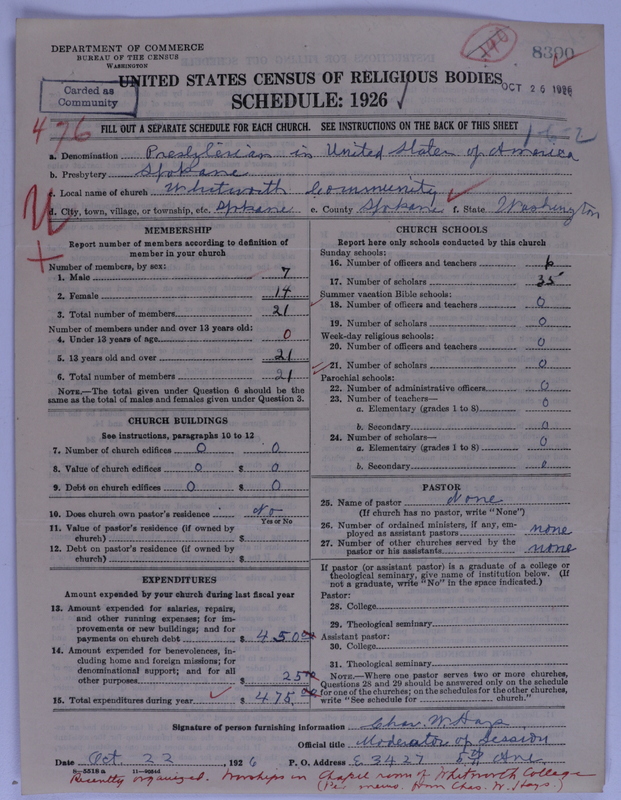 DEPARTMENT OF COMMERCE
BUREAU OF THE CENSUS
WASHINGTON
140
8300
UNITED STATES CENSUS OF RELIGIOUS BODIES
OCT 26 1926
Carded as
Community
SCHEDULE: 1926
476
FILL OUT A SEPARATE SCHEDULE FOR EACH CHURCH. SEE INSTRUCTIONS ON THE BACK OF THIS SHEET
1-6-2
a. Denomination Presbyterian in United States of America
b. Presbytery Spokane
c. Local name of church Whitworth Community
d. City, town, village, or township, etc. Spokane e. County Spokane f. State Washington
MEMBERSHIP
Report number of members according to definition of
member in your church
Number of members, by sex:
1. Male 7
2. Female 14
3. Total number of members 21
Number of members under and over 13 years old:
4. Under 13 years of age 0
5. 13 years old and over 21
6. Total number of members 21
NOTE.—The total given under Question 6 should be
same as the total of males and females given under Question 3.
CHURCH BUILDINGS
See instructions, paragraphs 10 to 12
7. Number of church edifices 0 0
8. Value of church edifices 0 $ 0
9. Debt on church edifices 0 $ 0
10. Does church own pastor's residence No
Yes or No
11. Value of pastor's residence (if owned by
church) $
12. Debt on pastor's residence (if owned by
church) $
EXPENDITURES
Amount expended by your church during last fiscal year
13. Amount expended for salaries, repairs,
and other running expenses; for im-
provements or new buildings; and for
payments on church debt $ 450.00
14. Amount expended for benevolences, in-
cluding home and foreign missions; for
denominational support; and for all
other purposes $ 25.00
15. Total expenditures during year $ 475.00
CHURCH SCHOOLS
Report here only schools conducted by this church
Sunday schools:
16. Number of officers and teachers 6
17. Number of scholars 35
Summer vacation Bible schools:
18. Number of officers and teachers 0
19. Number of scholars 0
Week-day religious schools:
20. Number of officers and teachers 0
21. Number of scholars 0
Parochial schools:
22. Number of administrative officers 0
23. Number of teachers—
a. Elementary (grades 1 to 8) 0
b. Secondary 0
24. Number of scholars—
a. Elementary (grades 1 to 8) 0
b. Secondary 0
PASTOR
25. Name of pastor None
(If church has no pastor, write "None")
26. Number of ordained ministers, if any, em-
ployed as assistant pastors none
27. Number of other churches served by the
pastor or his assistants none
If pastor (or assistant pastor) is a graduate of a college or
theological seminary, give name of institution below. (If
not a graduate, write "No" in the space indicated.)
Pastor:
28. College
29. Theological seminary
Assistant pastor:
30. College
31. Theological seminary
NOTE.—Where one pastor serves two or more churches,
Questions 28 and 29 should be answered only on the schedule
for one of the churches; on the schedules for the other churches,
write "See schedule for church."
Signature of person furnishing information Chas. W. Hays
Official title Moderator of Session
Date Oct 22, 1926 P. O. Address E 3427 5th Ave
8—5518 a
Recently organized. Worships in Chapel room of Whitworth College
(Per memo. from Chas. W. Hays.)